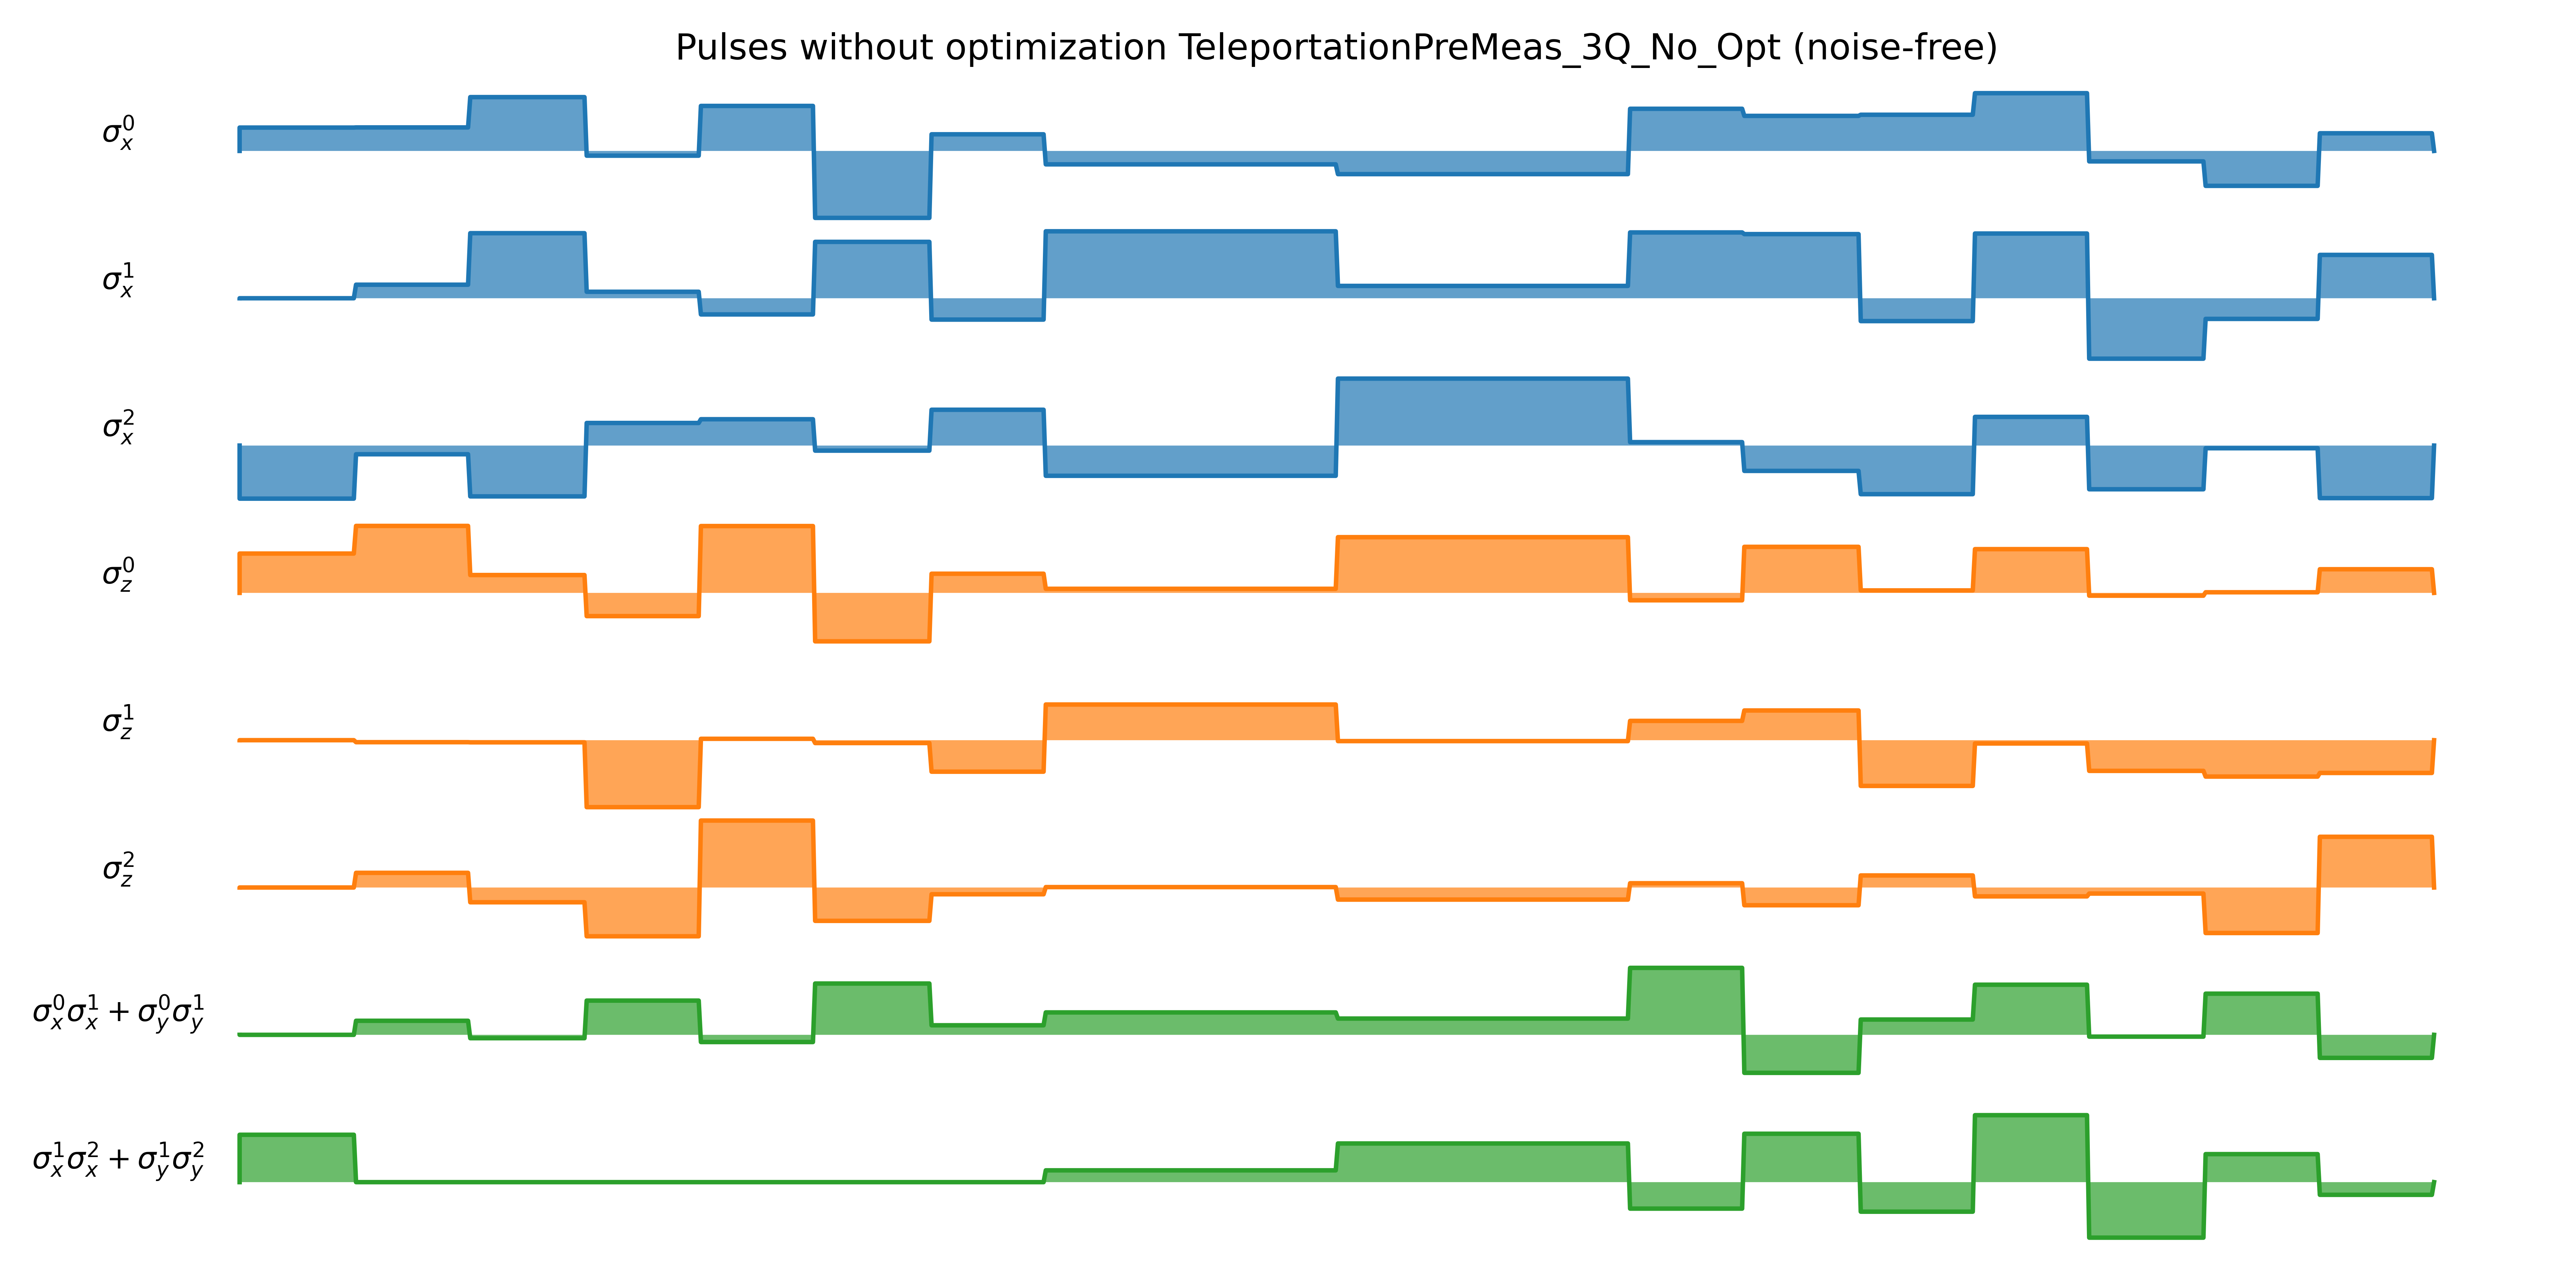 Pulses without optimization TeleportationPreMeas_3Q_No_Opt (noise-free)
σ_x^0
σ_x^1
σ_x^2
σ_z^0
σ_z^1
σ_z^2
σ_x^0σ_x^1 + σ_y^0σ_y^1
σ_x^1σ_x^2 + σ_y^1σ_y^2